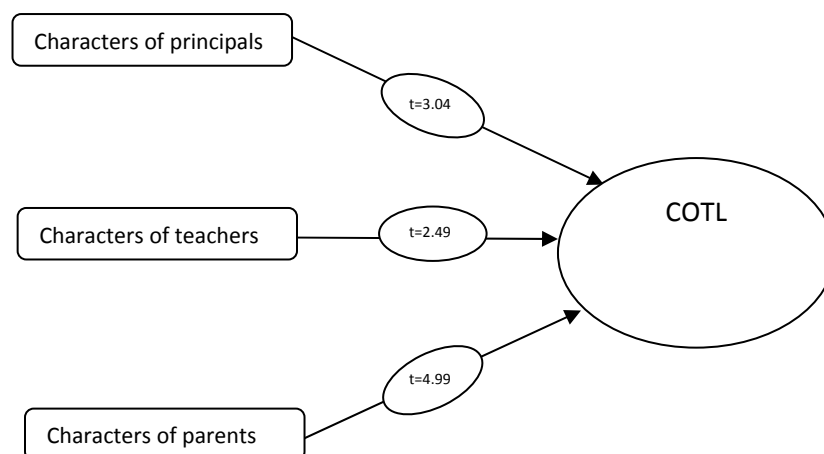 Characters of principals
t=3.04
COTL
Characters of teachers
t=2.49
t=4.99
Characters of parents